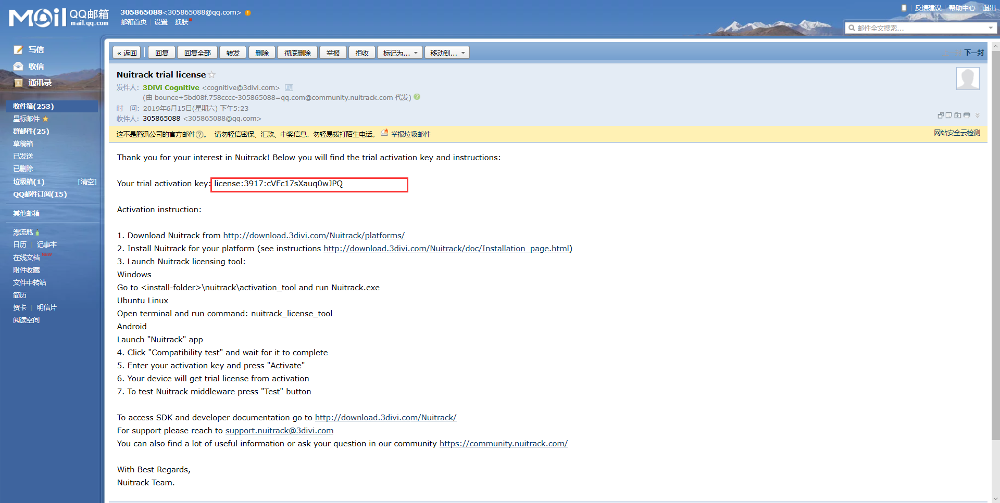 Mail QQ邮箱
mail.qq.com
305865088<305865088@qq.com>
邮箱首页 | 设置 - 换肤
反馈建议 | 帮助中心 | 退出
邮件全文搜索...
写信
收信
通讯录
收件箱(253)
星标邮件
群邮件(25)
草稿箱
已发送
已删除
垃圾箱(1) [清空]
QQ邮件订阅(15)
其他邮箱
漂流瓶
日历 | 记事本
在线文档 NEW
附件收藏
文件中转站
简历
贺卡 | 明信片
阅读空间
« 返回 回复 回复全部 转发 删除 彻底删除 举报 拒收 标记为... 移动到...
下一封
Nuitrack trial license
发件人: 3DiVi Cognitive <cognitive@3divi.com>
(由 bounce+5bd08f.758cccc-305865088=qq.com@community.nuitrack.com 代发)
时 间: 2019年6月15日(星期六) 下午5:23
收件人: 305865088 <305865088@qq.com>
这不是腾讯公司的官方邮件?。 请勿轻信密保、汇款、中奖信息，勿轻易拨打陌生电话。 举报垃圾邮件
网站安全云检测
Thank you for your interest in Nuitrack! Below you will find the trial activation key and instructions:
Your trial activation key: license:3917:cVFc17sXauq0wJPQ
Activation instruction:
1. Download Nuitrack from http://download.3divi.com/Nuitrack/platforms/
2. Install Nuitrack for your platform (see instructions http://download.3divi.com/Nuitrack/doc/Installation_page.html)
3. Launch Nuitrack licensing tool:
Windows
Go to <install-folder>\nuitrack\activation_tool and run Nuitrack.exe
Ubuntu Linux
Open terminal and run command: nuitrack_license_tool
Android
Launch "Nuitrack" app
4. Click "Compatibility test" and wait for it to complete
5. Enter your activation key and press "Activate"
6. Your device will get trial license from activation
7. To test Nuitrack middleware press "Test" button
To access SDK and developer documentation go to http://download.3divi.com/Nuitrack/
For support please reach to support.nuitrack@3divi.com
You can also find a lot of useful information or ask your question in our community https://community.nuitrack.com/
With Best Regards,
Nuitrack Team.